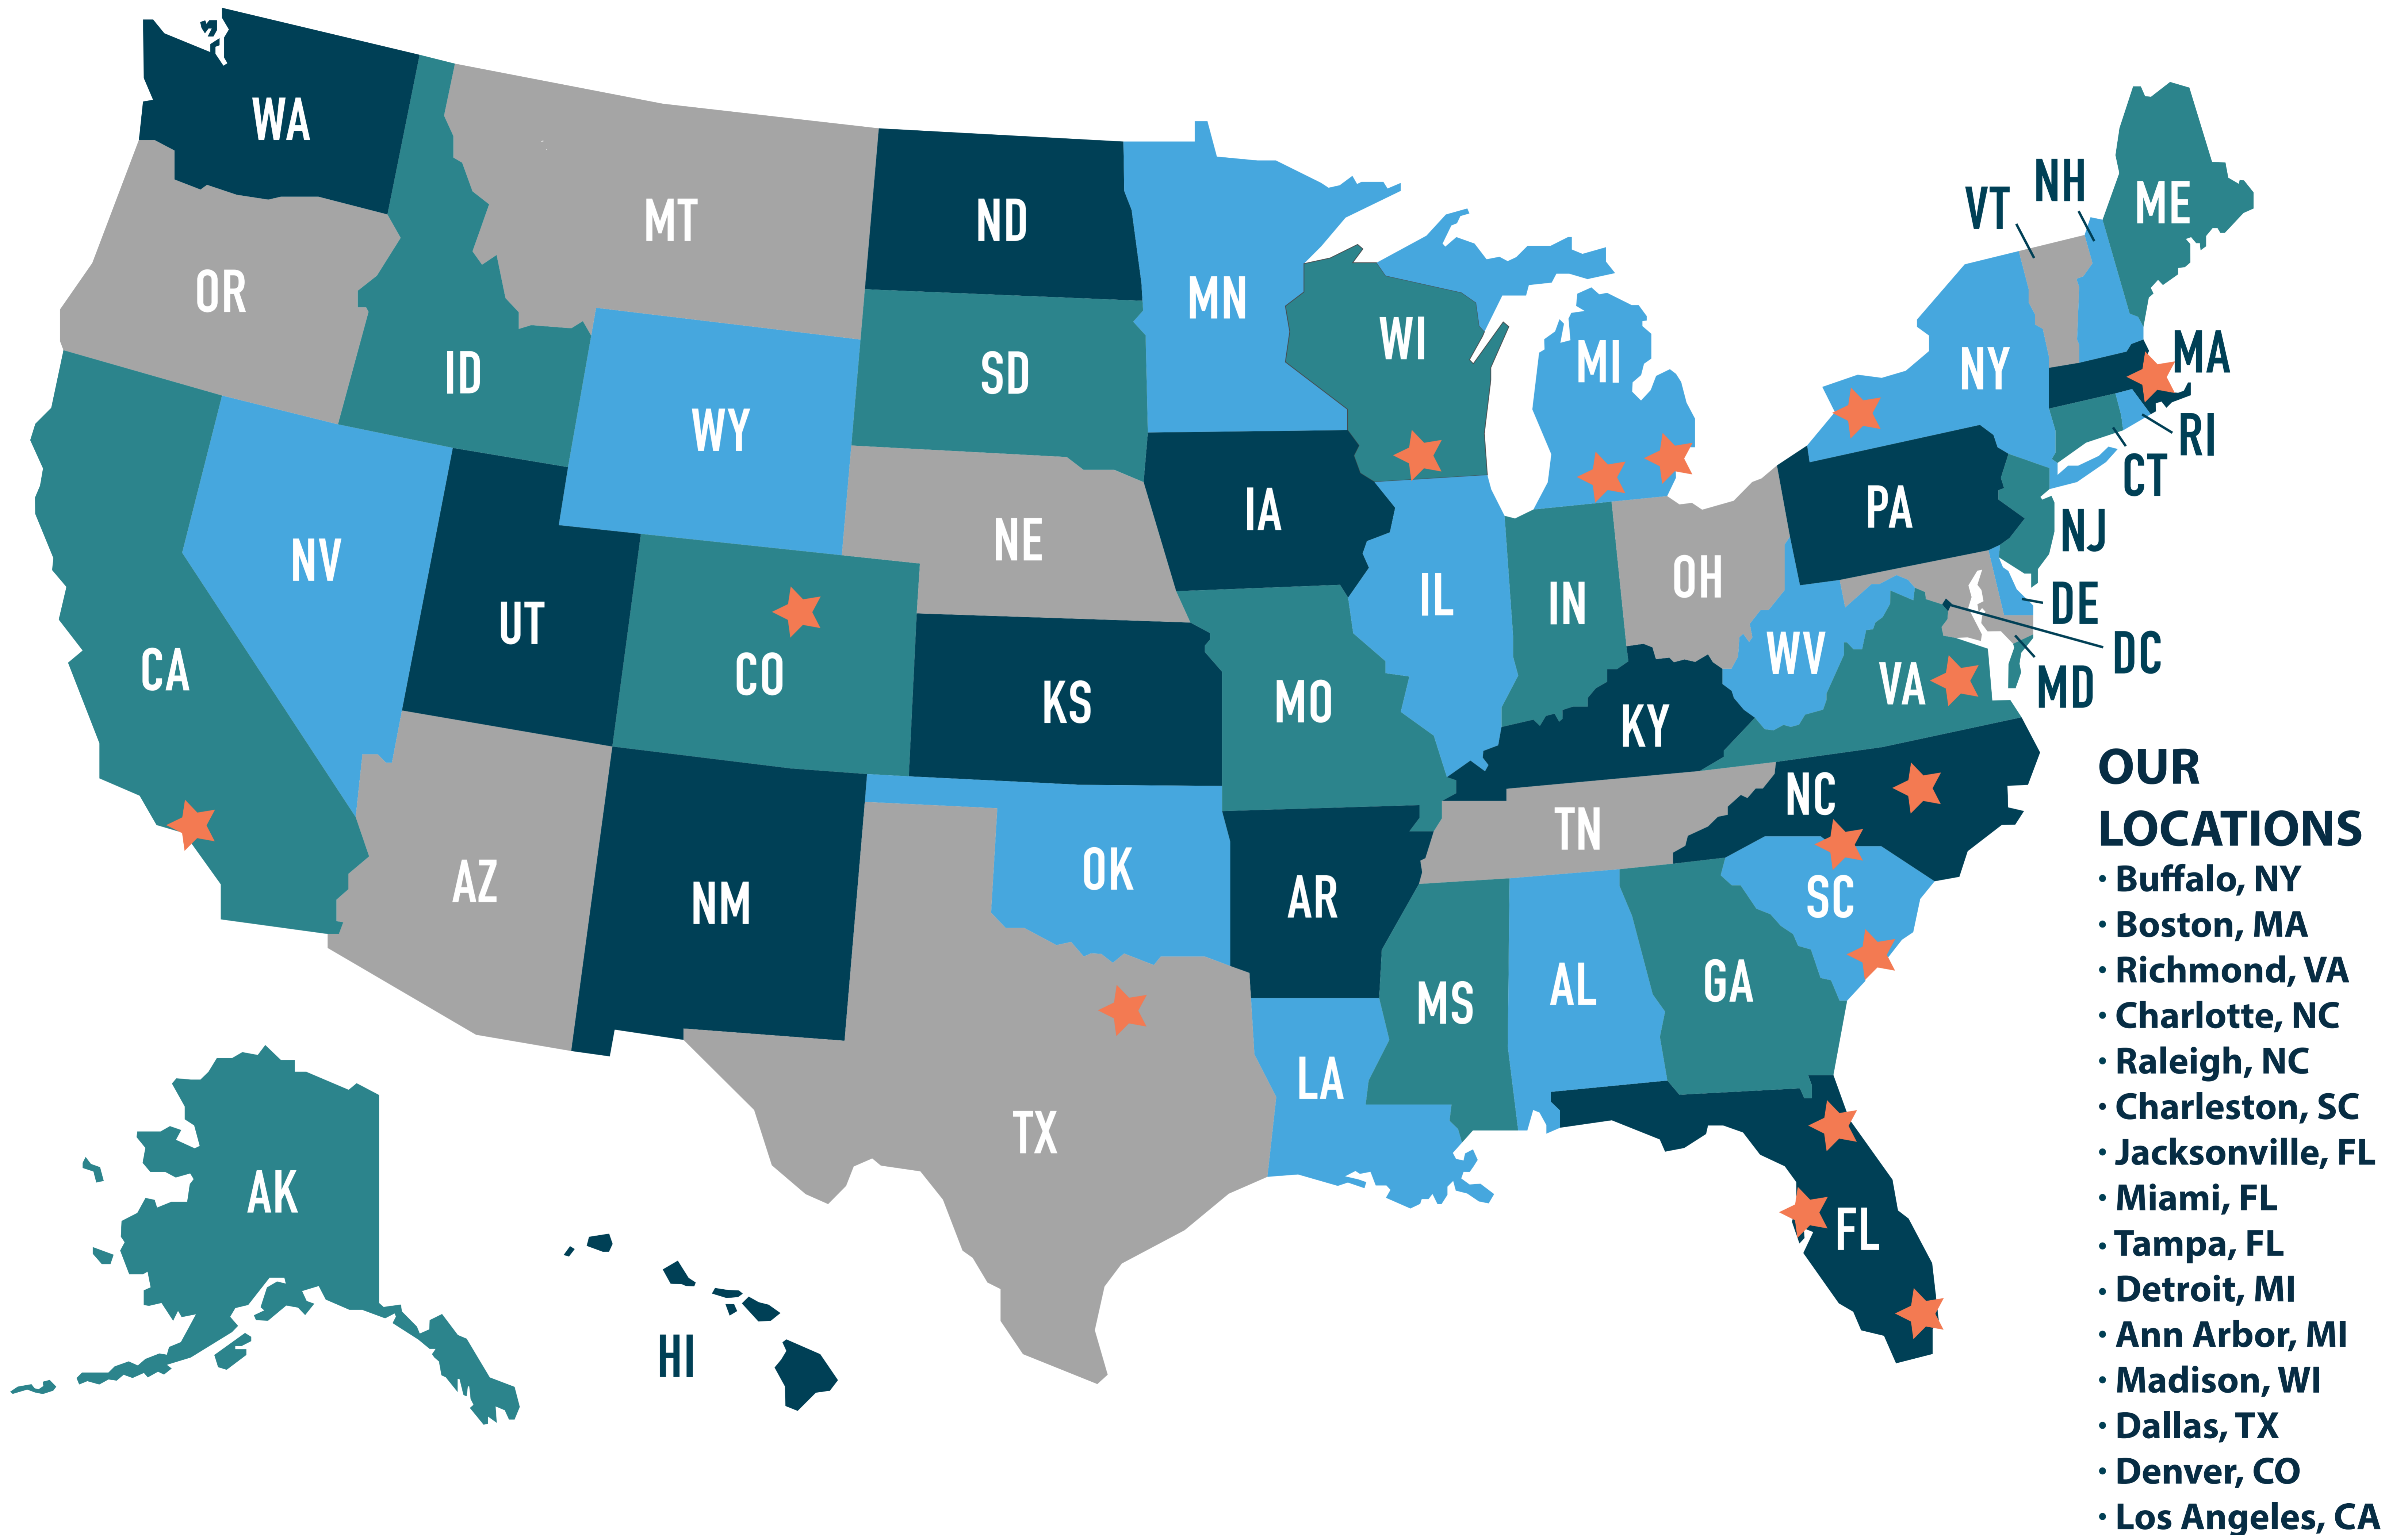 WA
OR
MT
ND
ID
SD
MN
WI
MI
WY
CA
NV
UT
CO
NE
IA
KS
MO
IL
IN
OH
PA
NY
VT
NH
ME
MA
RI
CT
NJ
DE
DC
MD
WV
VA
KY
NC
TN
SC
AZ
NM
OK
AR
TX
LA
MS
AL
GA
FL
AK
HI
OUR
LOCATIONS
• Buffalo, NY
• Boston, MA
• Richmond, VA
• Charlotte, NC
• Raleigh, NC
• Charleston, SC
• Jacksonville, FL
• Miami, FL
• Tampa, FL
• Detroit, MI
• Ann Arbor, MI
• Madison, WI
• Dallas, TX
• Denver, CO
• Los Angeles, CA